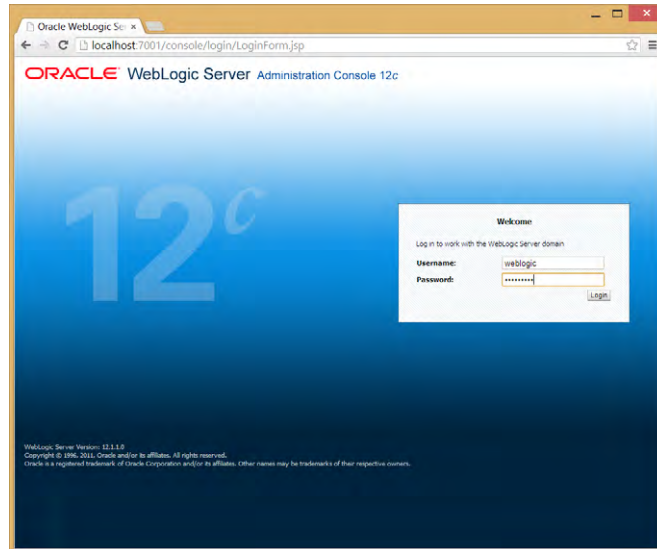 Oracle WebLogic Se
localhost:7001/console/login/LoginForm.jsp
ORACLE WebLogic Server Administration Console 12c
12c
Welcome
Log in to work with the WebLogic Server domain
Username: weblogic
Password: •••••••••
Login
WebLogic Server Version: 12.1.1.0
Copyright © 1996, 2011, Oracle and/or its affiliates. All rights reserved.
Oracle is a registered trademark of Oracle Corporation and/or its affiliates. Other names may be trademarks of their respective owners.